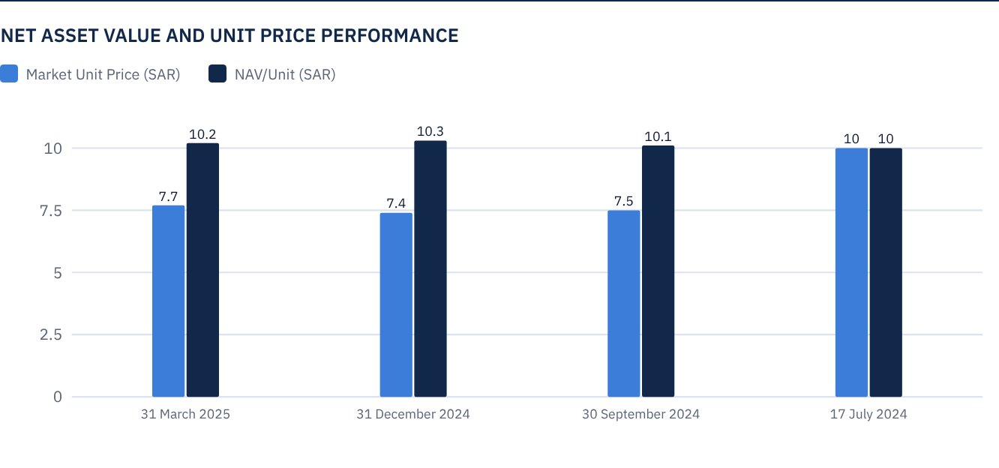 NET ASSET VALUE AND UNIT PRICE PERFORMANCE
Market Unit Price (SAR) NAV/Unit (SAR)
10.2 10.3 10.1 10 10
10
7.7 7.4 7.5
7.5
5
2.5
0
31 March 2025 31 December 2024 30 September 2024 17 July 2024